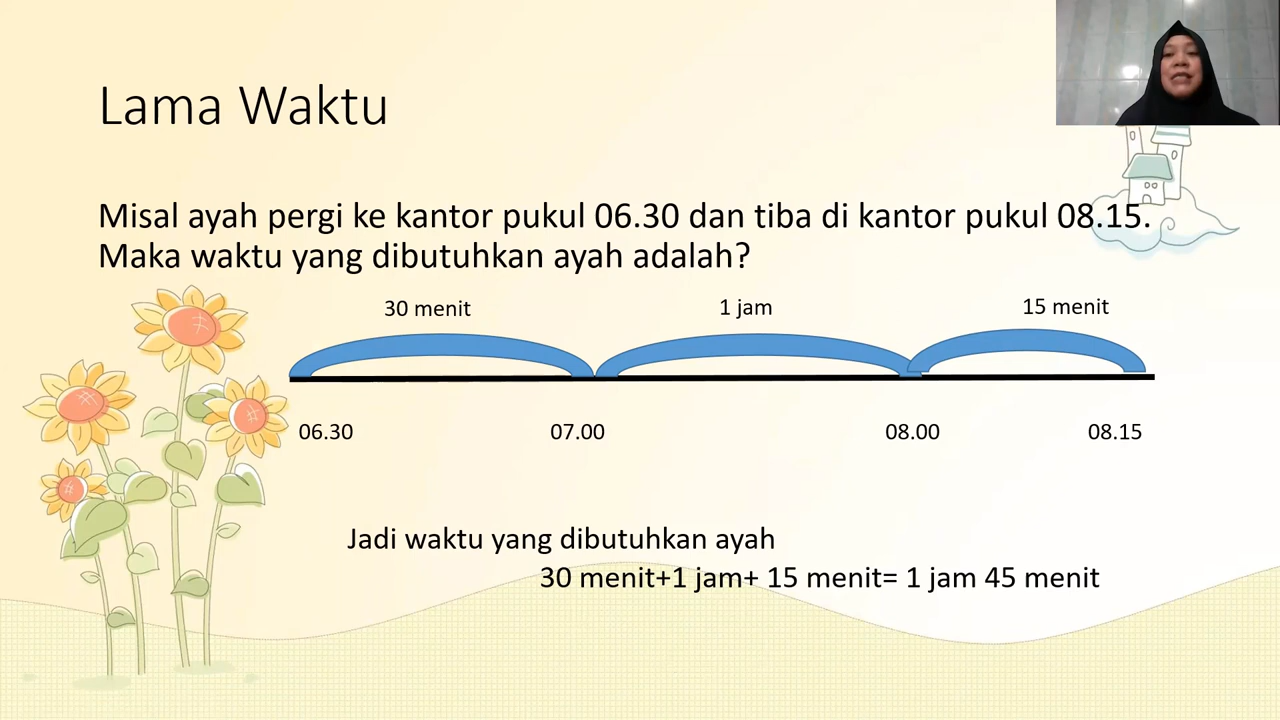 Lama Waktu
Misal ayah pergi ke kantor pukul 06.30 dan tiba di kantor pukul 08.15.
Maka waktu yang dibutuhkan ayah adalah?
30 menit 1 jam 15 menit
06.30 07.00 08.00 08.15
Jadi waktu yang dibutuhkan ayah
30 menit+1 jam+ 15 menit= 1 jam 45 menit